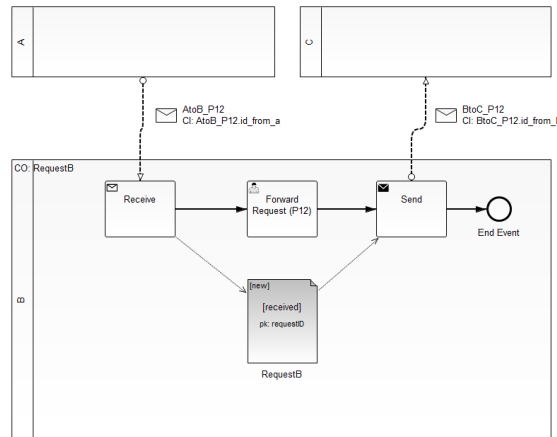 A
C
AtoB_P12
CI: AtoB_P12.id_from_a
BtoC_P12
CI: BtoC_P12.id_from_
CO: RequestB
Receive
Forward
Request (P12)
Send
End Event
B
[new]
[received]
pk: requestID
RequestB